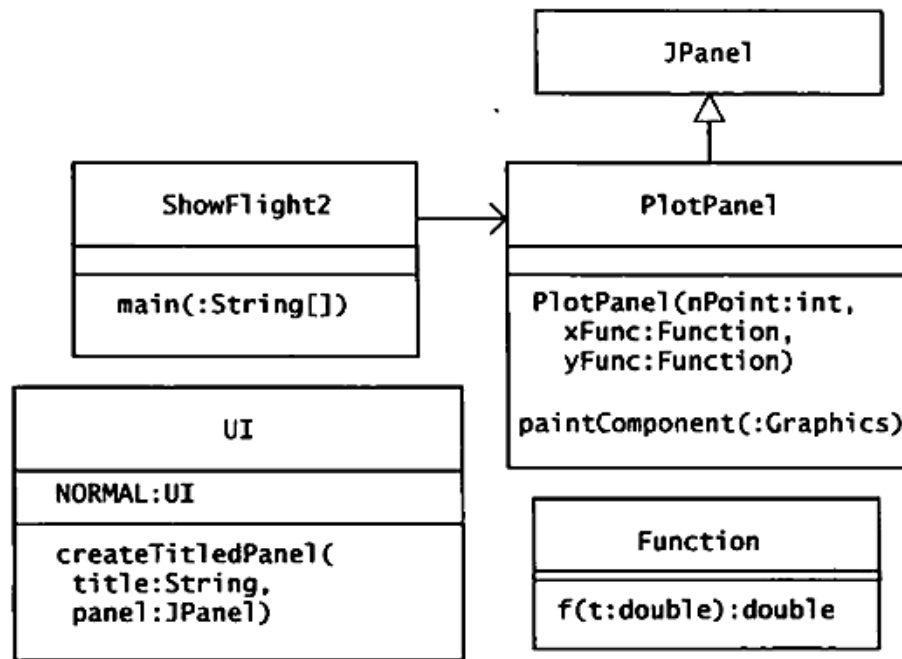 JPanel
ShowFlight2
main(:String[])
PlotPanel
PlotPanel(nPoint:int,
xFunc:Function,
yFunc:Function)
paintComponent(:Graphics)
UI
NORMAL:UI
createTitledPanel(
title:String,
panel:JPanel)
Function
f(t:double):double